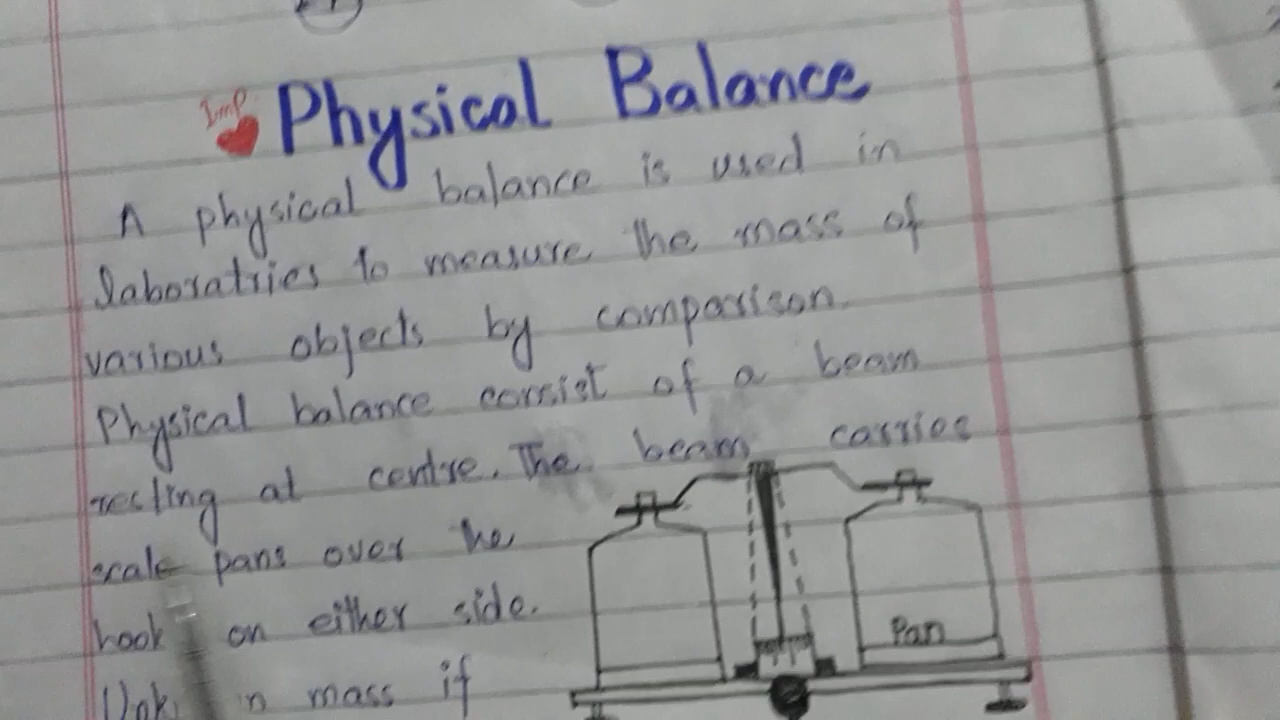 Imp
Physical Balance
A physical balance is used in
laboratries to measure the mass of
various objects by comparison.
Physical balance consist of a beam
resting at centre. The beam carries
scale pans over the
hook on either side.
in mass if
Pan